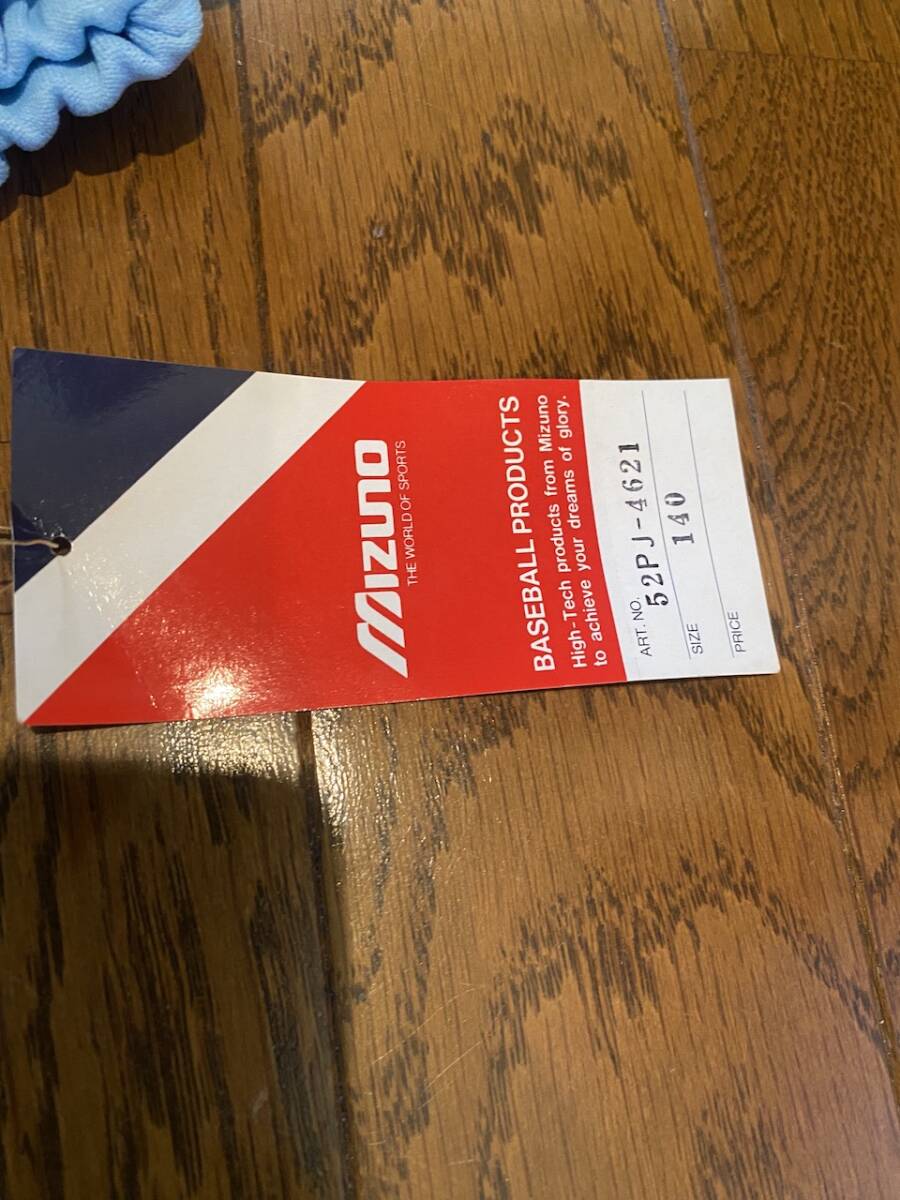 mizuno
THE WORLD OF SPORTS
BASEBALL PRODUCTS
High-Tech products from Mizuno
to achieve your dreams of glory.
ART. NO. 52PJ-4621
SIZE 140
PRICE